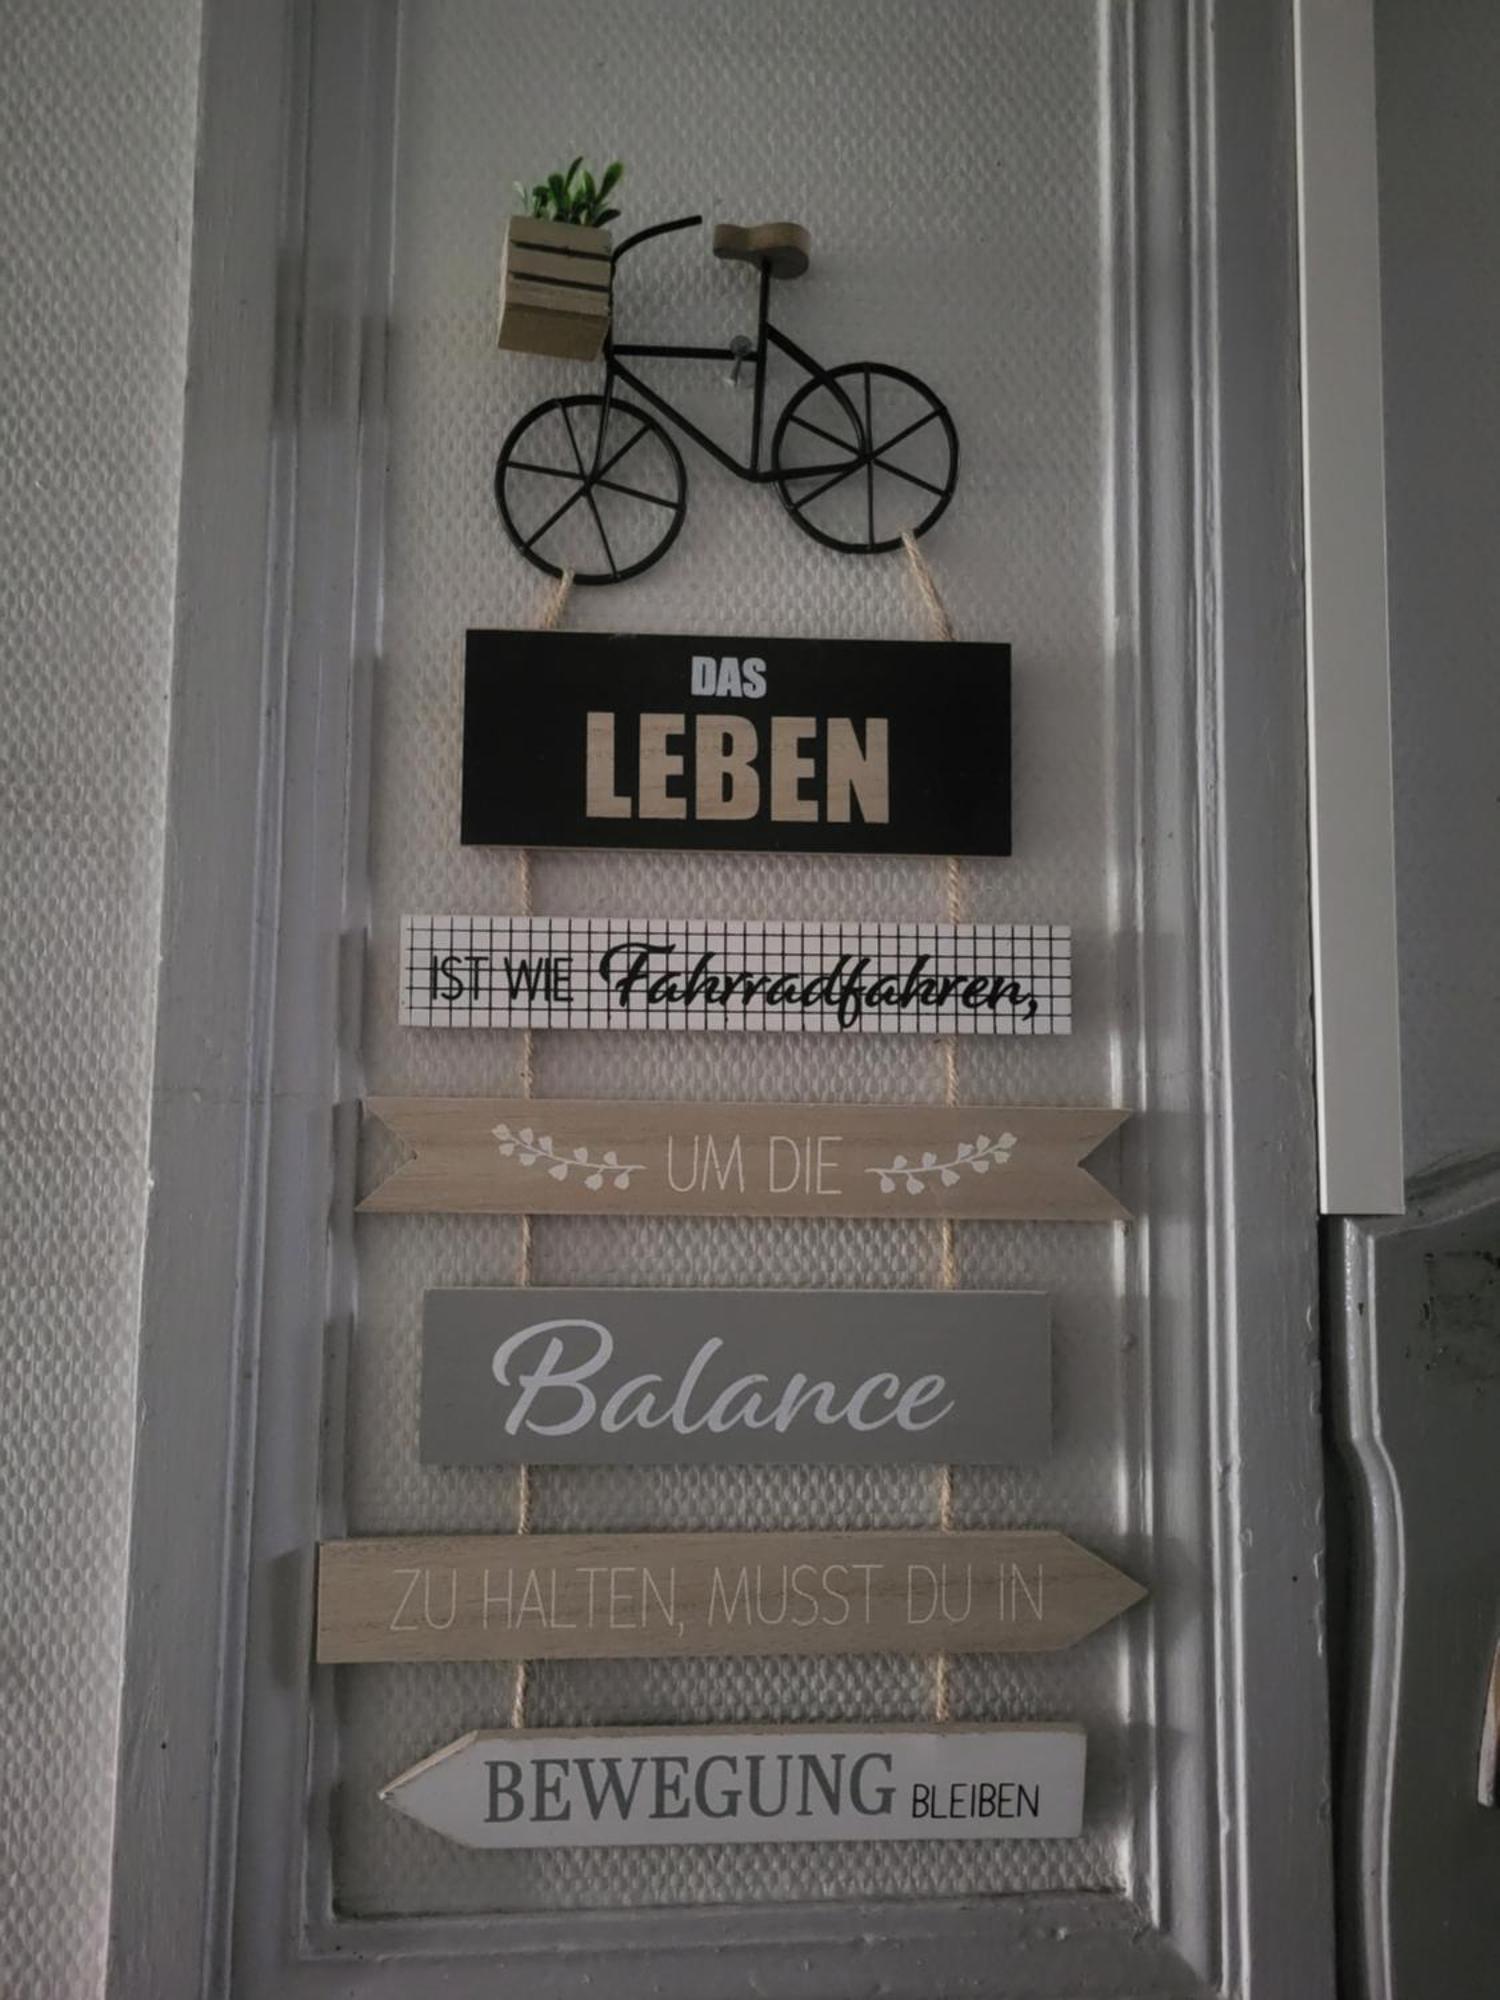 DAS
LEBEN
IST WIE Fahrradfahren,
UM DIE
Balance
ZU HALTEN, MUSST DU IN
BEWEGUNG BLEIBEN